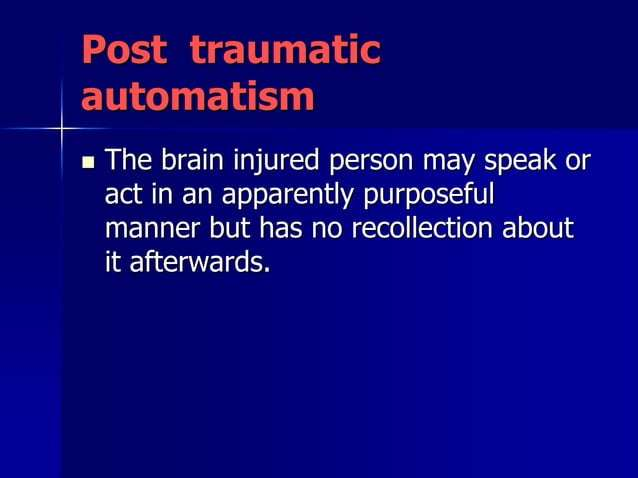 Post traumatic
automatism
The brain injured person may speak or
act in an apparently purposeful
manner but has no recollection about
it afterwards.